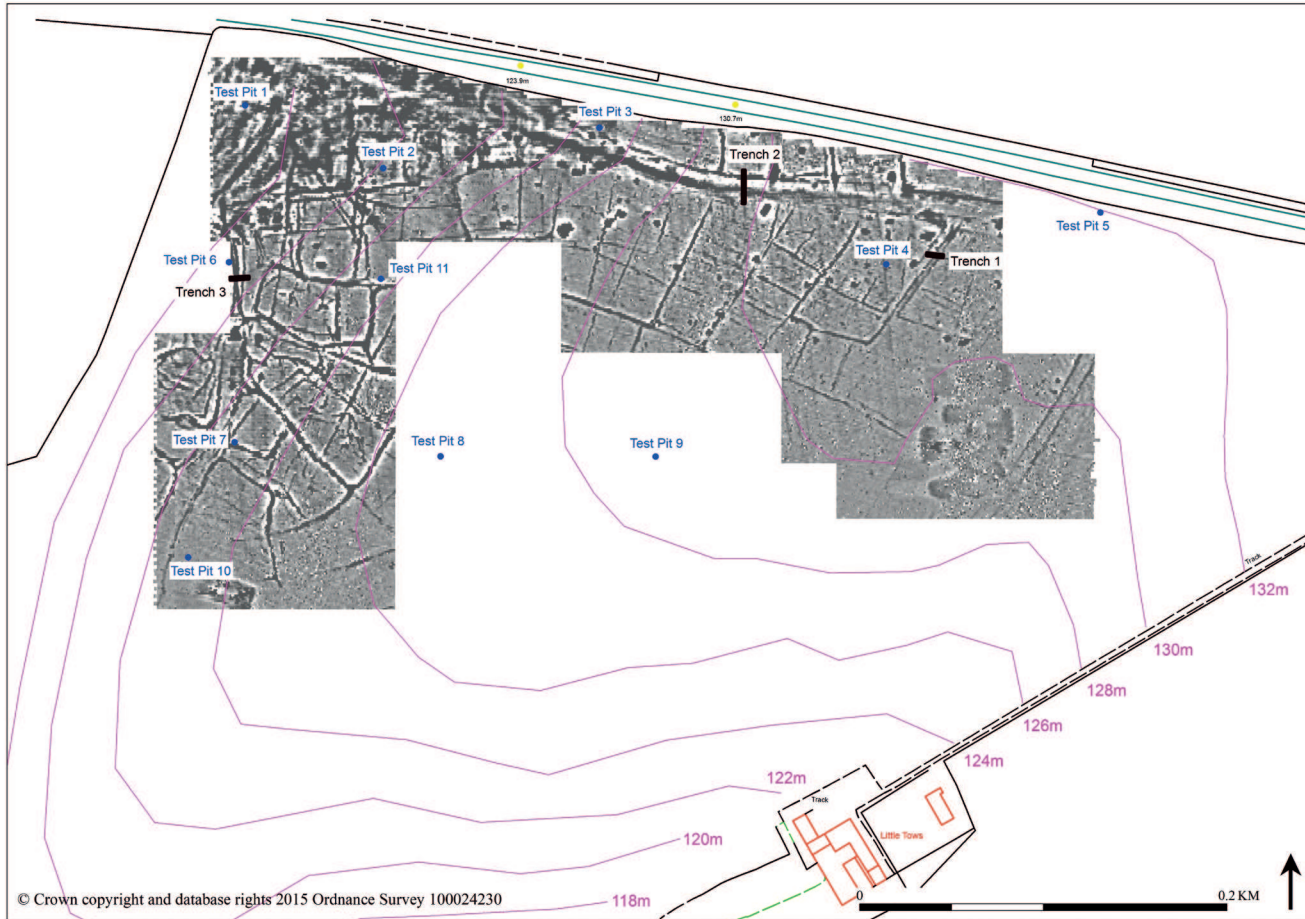 123.9m
130.7m
Test Pit 1
Test Pit 3
Test Pit 2
Trench 2
Test Pit 5
Test Pit 6
Test Pit 11
Test Pit 4
Trench 1
Trench 3
Test Pit 7
Test Pit 8
Test Pit 9
Test Pit 10
Track
132m
130m
128m
126m
124m
122m
Track
Little Tows
120m
118m
© Crown copyright and database rights 2015 Ordnance Survey 100024230
0
0.2 KM